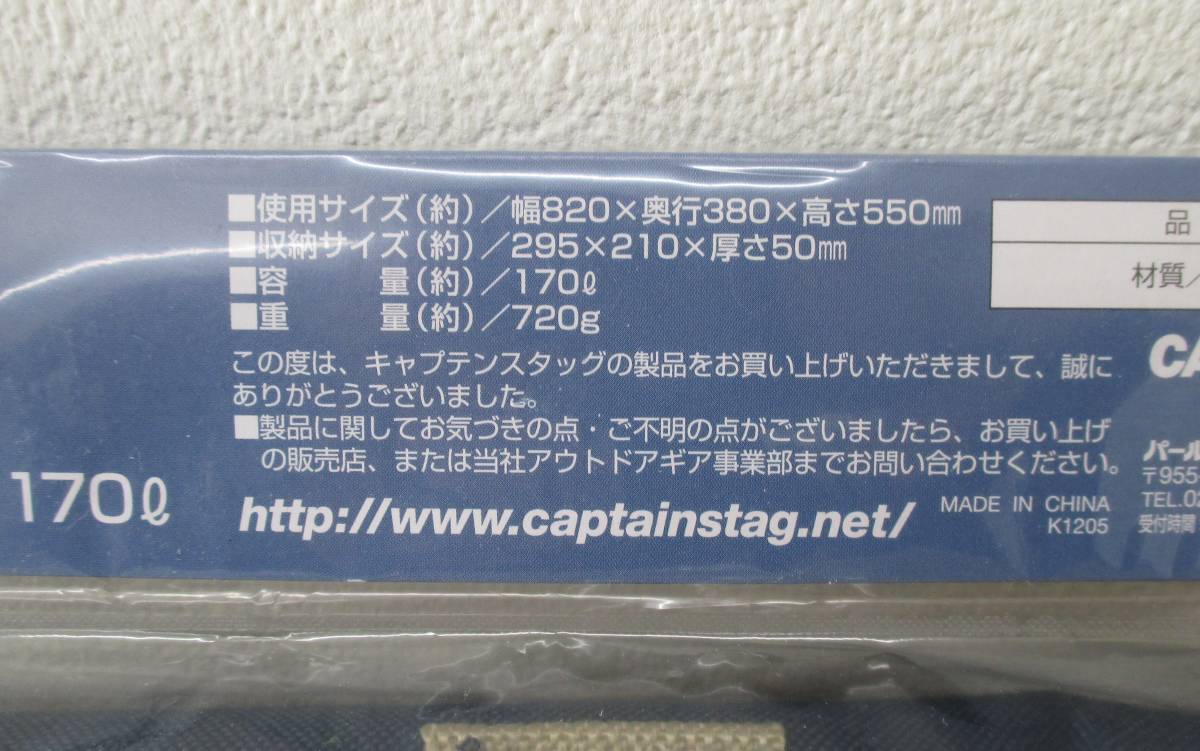 ■使用サイズ(約)／幅820×奥行380×高さ550㎜
■収納サイズ(約)／295×210×厚さ50㎜
■容　　量(約)／170ℓ
■重　　量(約)／720g
この度は、キャプテンスタッグの製品をお買い上げいただきまして、誠に
ありがとうございました。
■製品に関してお気づきの点・ご不明の点がございましたら、お買い上げ
の販売店、または当社アウトドアギア事業部までお問い合わせください。
http://www.captainstag.net/
MADE IN CHINA
K1205
170ℓ
品
材質／
CA
パール
〒955-
TEL.0
受付時間